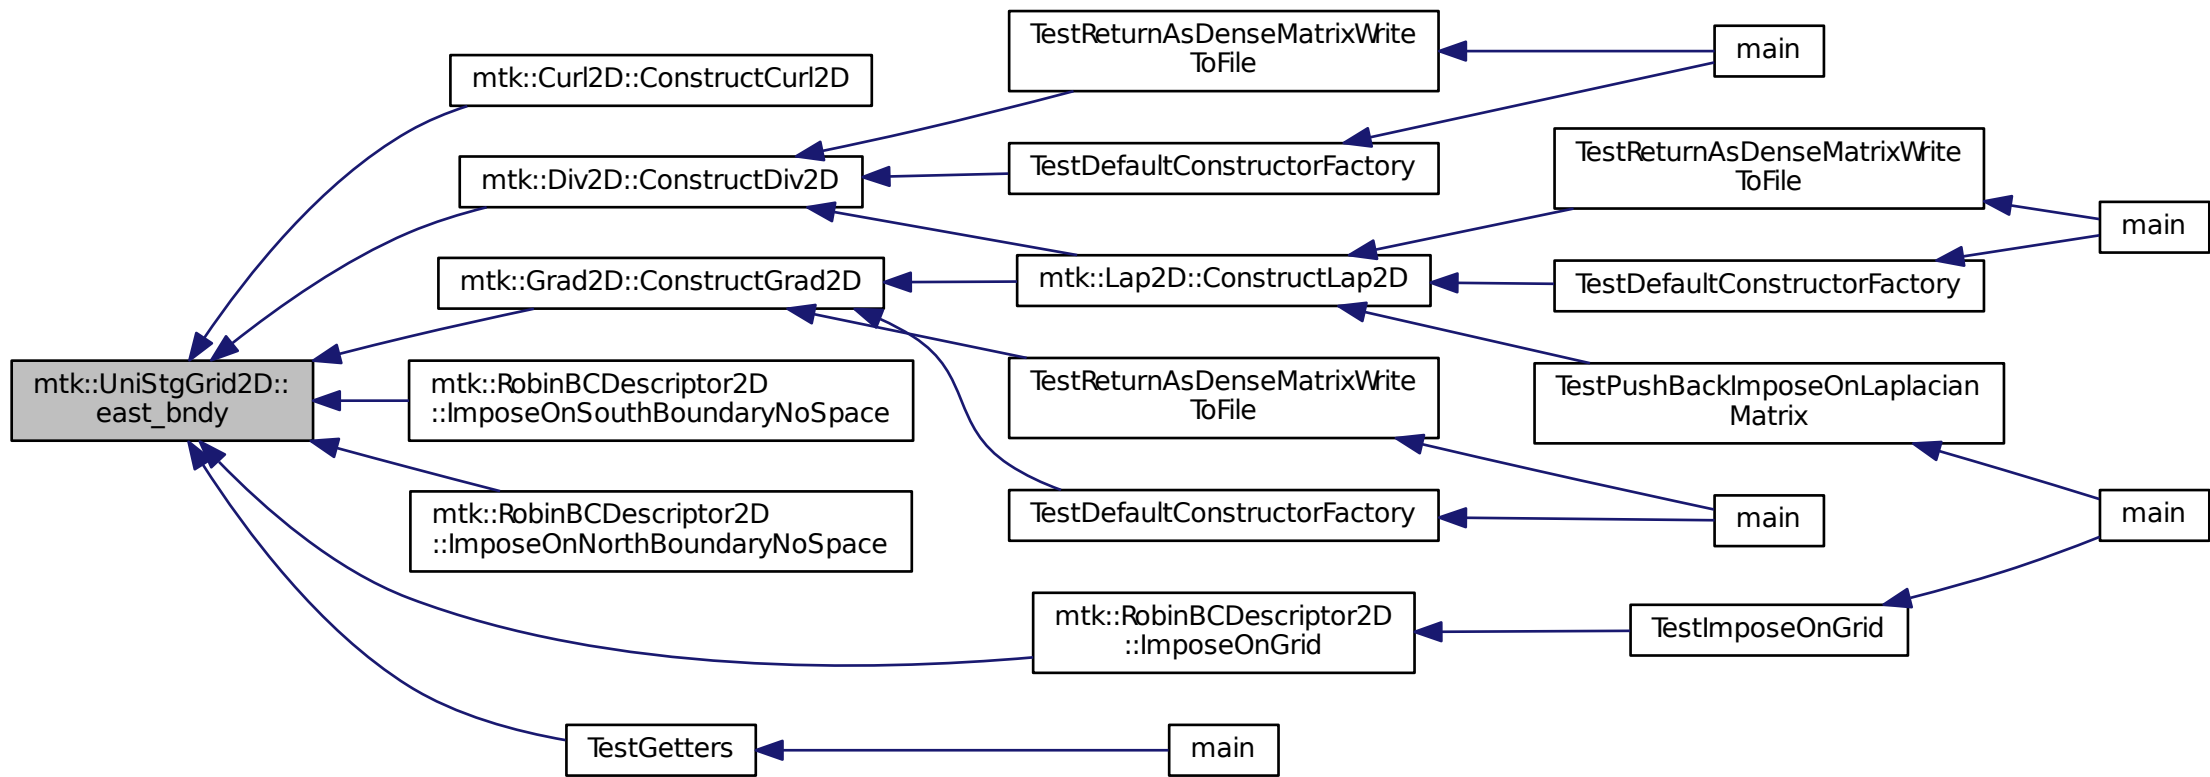 mtk::UniStgGrid2D::
east_bndy
mtk::Curl2D::ConstructCurl2D
mtk::Div2D::ConstructDiv2D
mtk::Grad2D::ConstructGrad2D
mtk::RobinBCDescriptor2D
::ImposeOnSouthBoundaryNoSpace
mtk::RobinBCDescriptor2D
::ImposeOnNorthBoundaryNoSpace
TestGetters
TestReturnAsDenseMatrixWrite
ToFile
TestDefaultConstructorFactory
mtk::Lap2D::ConstructLap2D
TestReturnAsDenseMatrixWrite
ToFile
TestDefaultConstructorFactory
mtk::RobinBCDescriptor2D
::ImposeOnGrid
main
main
TestReturnAsDenseMatrixWrite
ToFile
TestDefaultConstructorFactory
TestPushBackImposeOnLaplacian
Matrix
main
TestImposeOnGrid
main
main